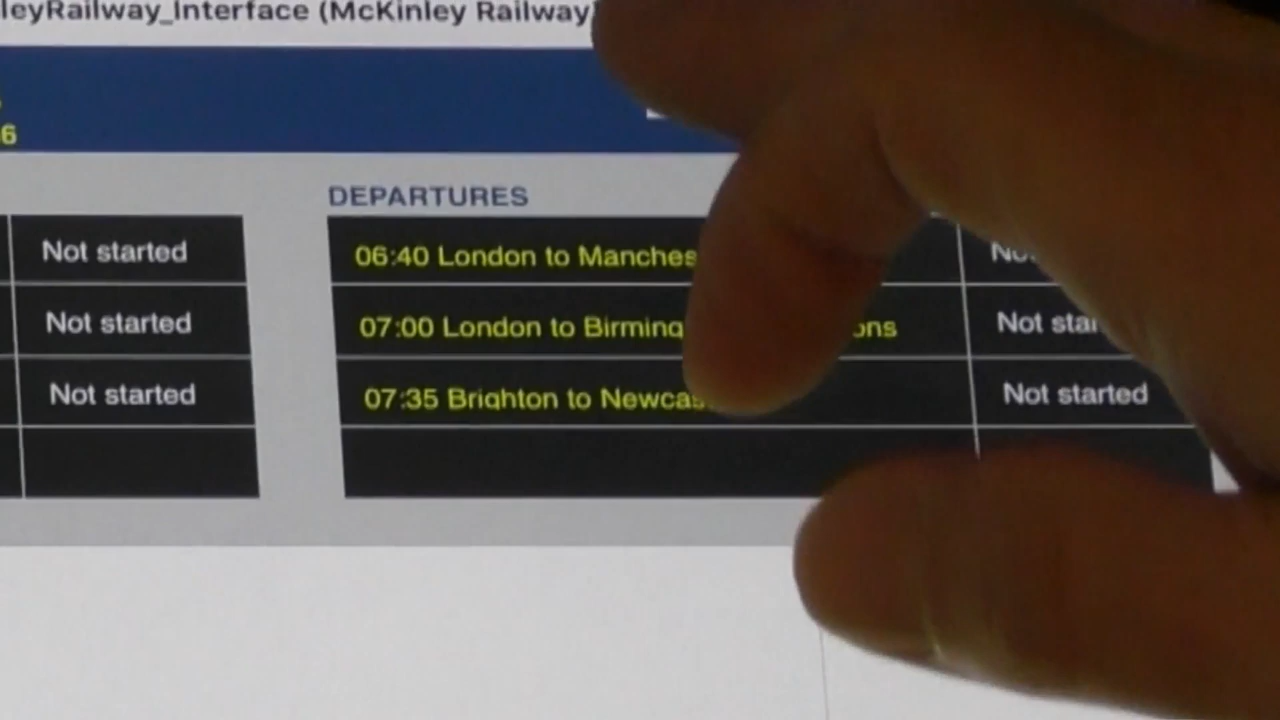 leyRailway_Interface (McKinley Railway)
6
DEPARTURES
Not started
06:40 London to Manches
No
Not started
07:00 London to Birming
ons
Not star
Not started
07:35 Brighton to Newcas
Not started